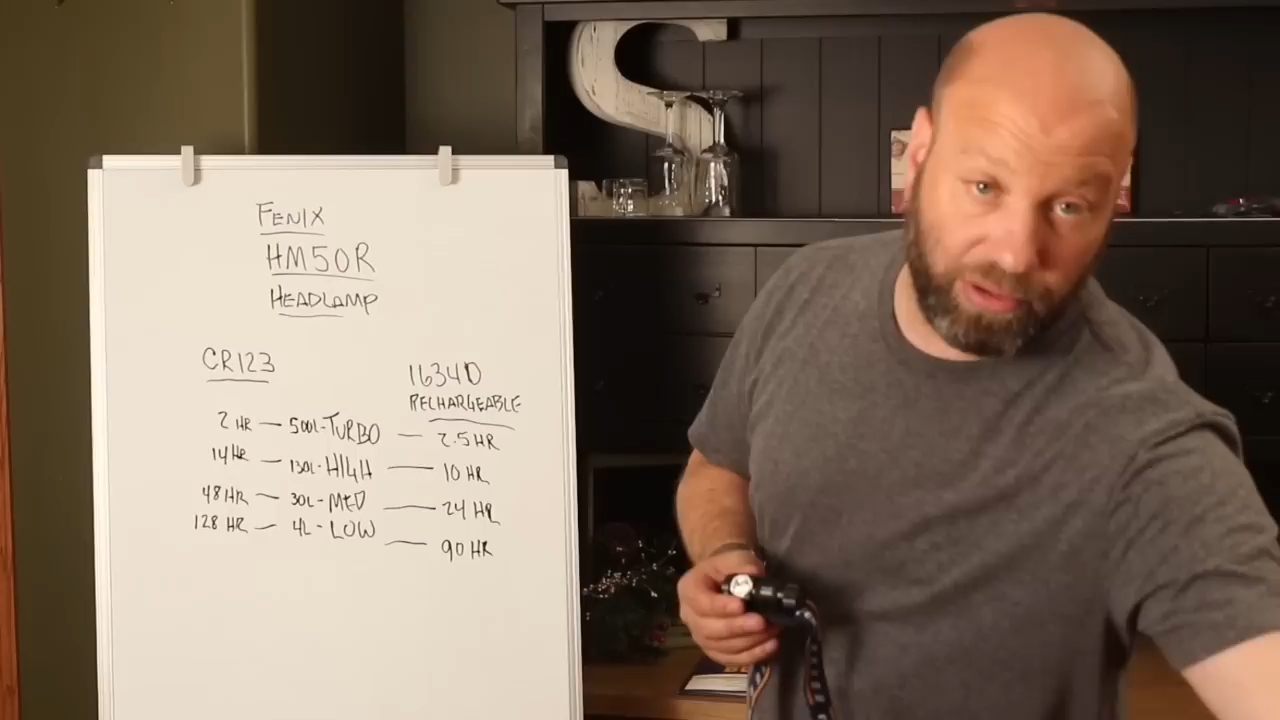 FENIX
HM50R
HEADLAMP
CR123
16340
RECHARGEABLE
2 HR — 500L-TURBO — 2.5 HR
14 HR — 130L-HIGH — 10 HR
48 HR — 30L-MED — 24 HR
128 HR — 4L-LOW — 90 HR